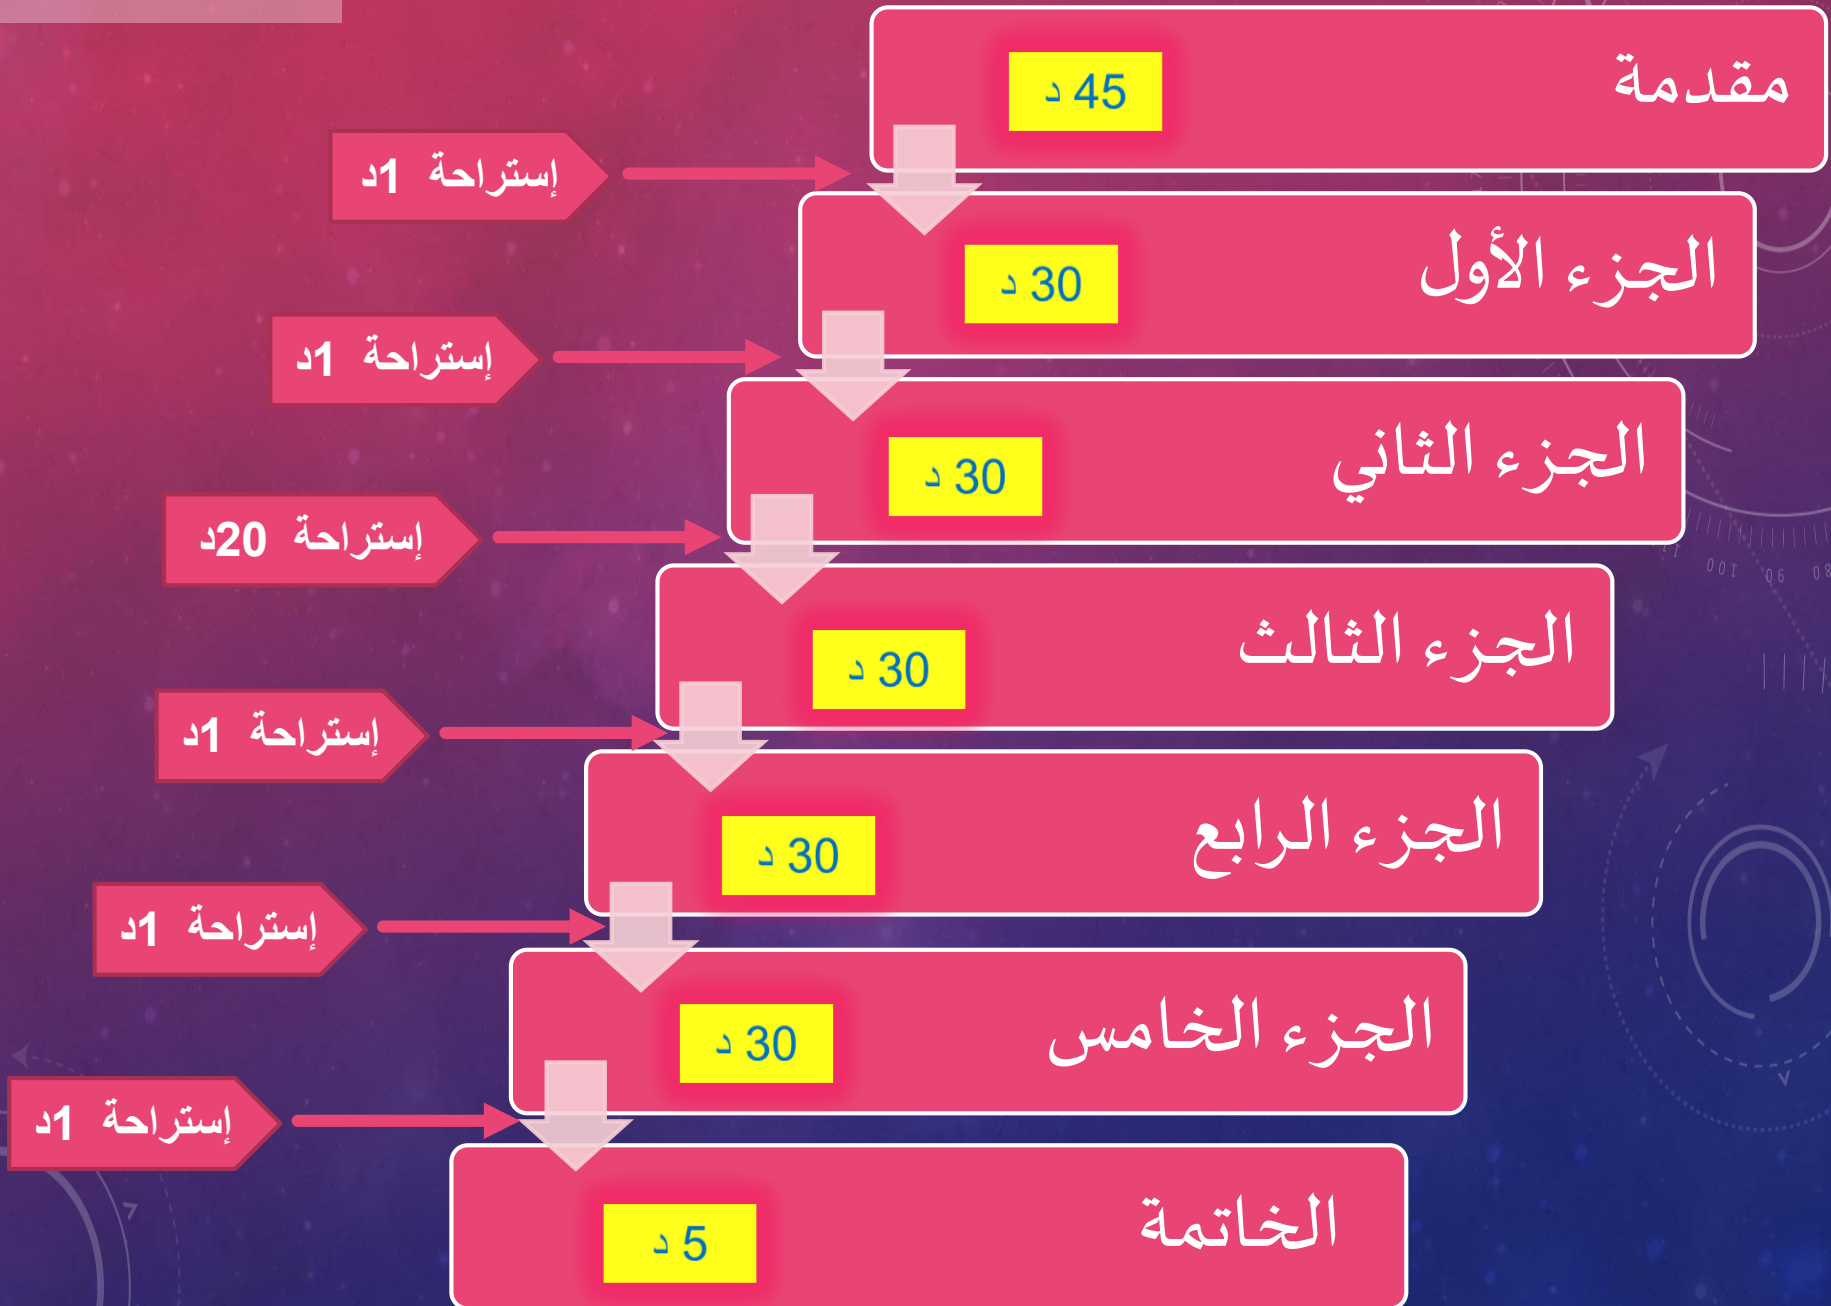 مقدمة
45 د
إستراحة 1د
الجزء الأول
30 د
إستراحة 1د
الجزء الثاني
30 د
إستراحة 20د
الجزء الثالث
30 د
إستراحة 1د
الجزء الرابع
30 د
إستراحة 1د
الجزء الخامس
30 د
إستراحة 1د
الخاتمة
5 د